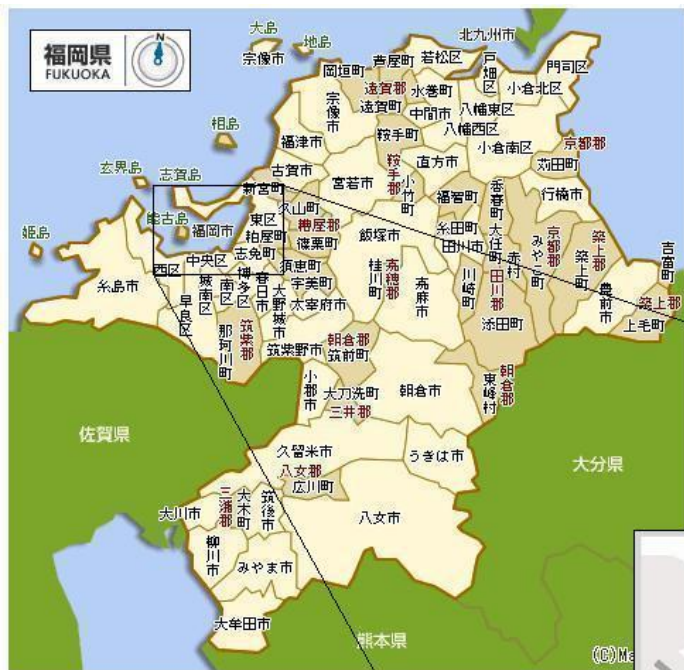 福岡県
FUKUOKA
N
大島
地島
宗像市
北九州市
芦屋町
若松区
戸畑区
門司区
岡垣町
遠賀郡
遠賀町
水巻町
小倉北区
中間市
八幡東区
八幡西区
小倉南区
宗像市
鞍手町
京都郡
苅田町
相島
福津市
鞍手郡
直方市
小竹町
古賀市
宮若市
福智町
香春町
行橋市
玄界島
志賀島
新宮町
久山町
糟屋郡
篠栗町
能古島
福岡市
東区
粕屋町
志免町
飯塚市
糸田町
田川市
大任町
赤村
みやこ町
京都郡
築上町
築上郡
吉富町
姫島
中央区
須恵町
宇美町
桂川町
嘉穂郡
嘉麻市
川崎町
田川郡
豊前市
築上郡
上毛町
西区
糸島市
早良区
城南区
南区
博多区
春日市
大野城市
太宰府市
添田町
那珂川町
筑紫郡
筑紫野市
朝倉郡
筑前町
小郡市
大刀洗町
三井郡
朝倉市
東峰村
朝倉郡
佐賀県
大分県
久留米市
うきは市
八女郡
広川町
大川市
三潴郡
大木町
筑後市
八女市
柳川市
みやま市
大牟田市
熊本県
(C)Ma